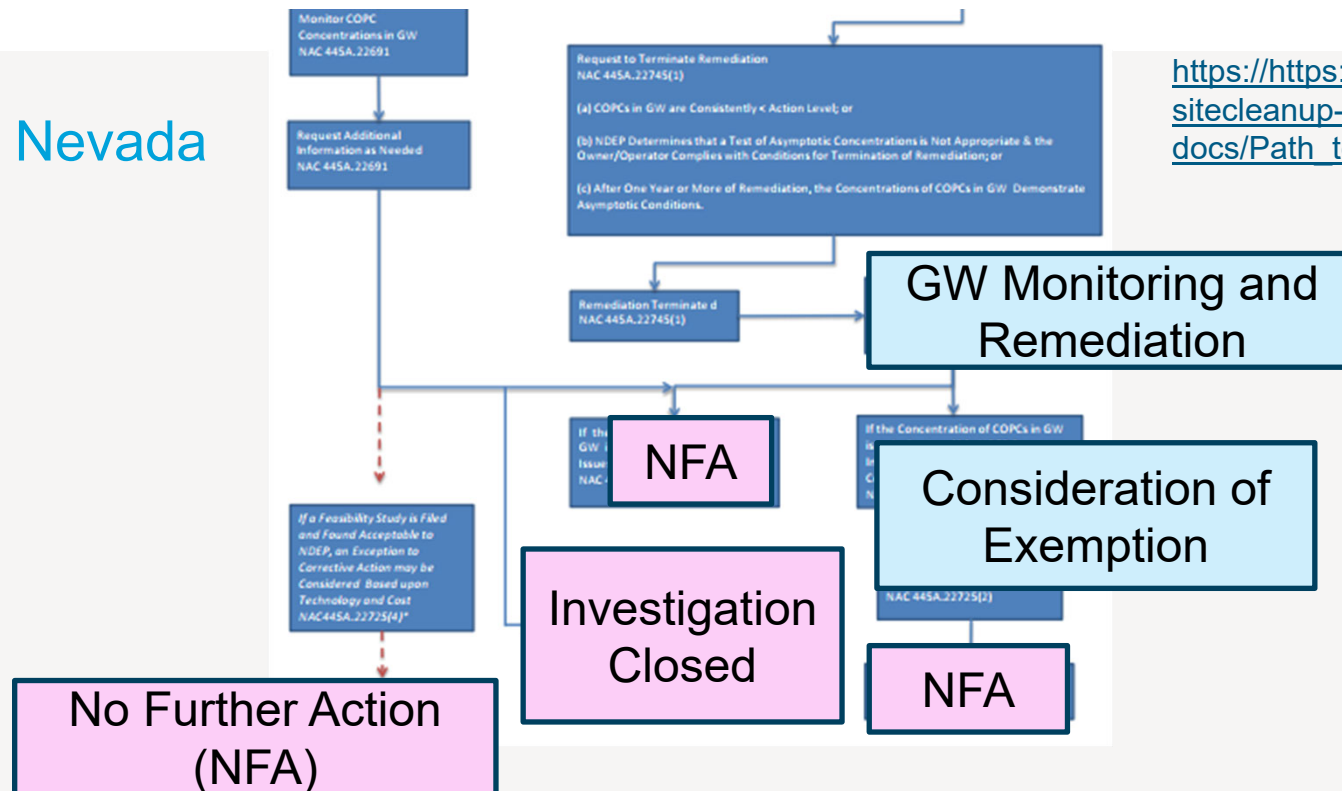 Nevada
Monitor COPC
Concentrations in GW
NAC 445A.22691
Request Additional
Information as Needed
NAC 445A.22691
Request to Terminate Remediation
NAC 445A.22745(1)
(a) COPCs in GW are Consistently < Action Level; or
(b) NDEP Determines that a Test of Asymptotic Concentrations is Not Appropriate & the
Owner/Operator Complies with Conditions for Termination of Remediation; or
(c) After One Year or More of Remediation, the Concentrations of COPCs in GW Demonstrate
Asymptotic Conditions.
https://https:
sitecleanup-
docs/Path_t
Remediation Terminate d
NAC 445A.22745(1)
GW Monitoring and
Remediation
If the
GW i
Issue
NAC
NFA
If the Concentration of COPCs in GW
is
Consideration of
Exemption
NAC 445A.22725(2)
NFA
If a Feasibility Study is Filed
and Found Acceptable to
NDEP, an Exception to
Corrective Action may be
Considered Based upon
Technology and Cost
NAC445A.22725(4)*
Investigation
Closed
No Further Action
(NFA)